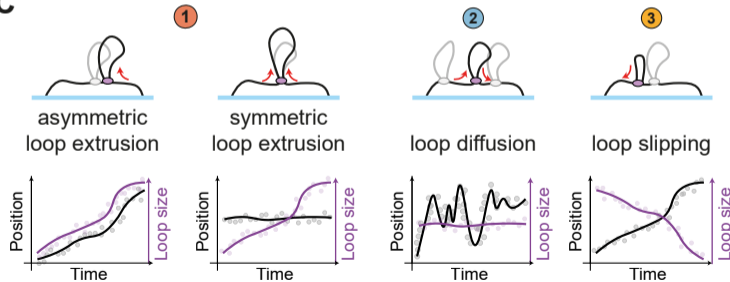 c
1
2
3
asymmetric
loop extrusion
symmetric
loop extrusion
loop diffusion
loop slipping
Position
Time
Loop size
Position
Time
Loop size
Position
Time
Loop size
Position
Time
Loop size